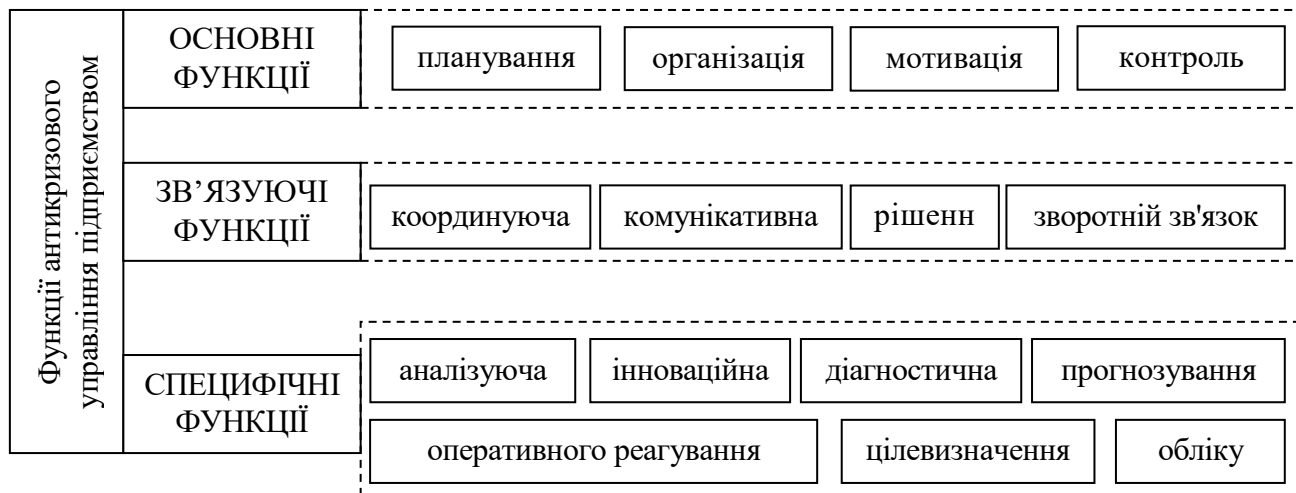 Функції антикризового
управління підприємством
ОСНОВНІ
ФУНКЦІЇ
планування
організація
мотивація
контроль
ЗВ’ЯЗУЮЧІ
ФУНКЦІЇ
координуюча
комунікативна
рішенн
зворотній зв'язок
СПЕЦИФІЧНІ
ФУНКЦІЇ
аналізуюча
інноваційна
діагностична
прогнозування
оперативного реагування
цілевизначення
обліку